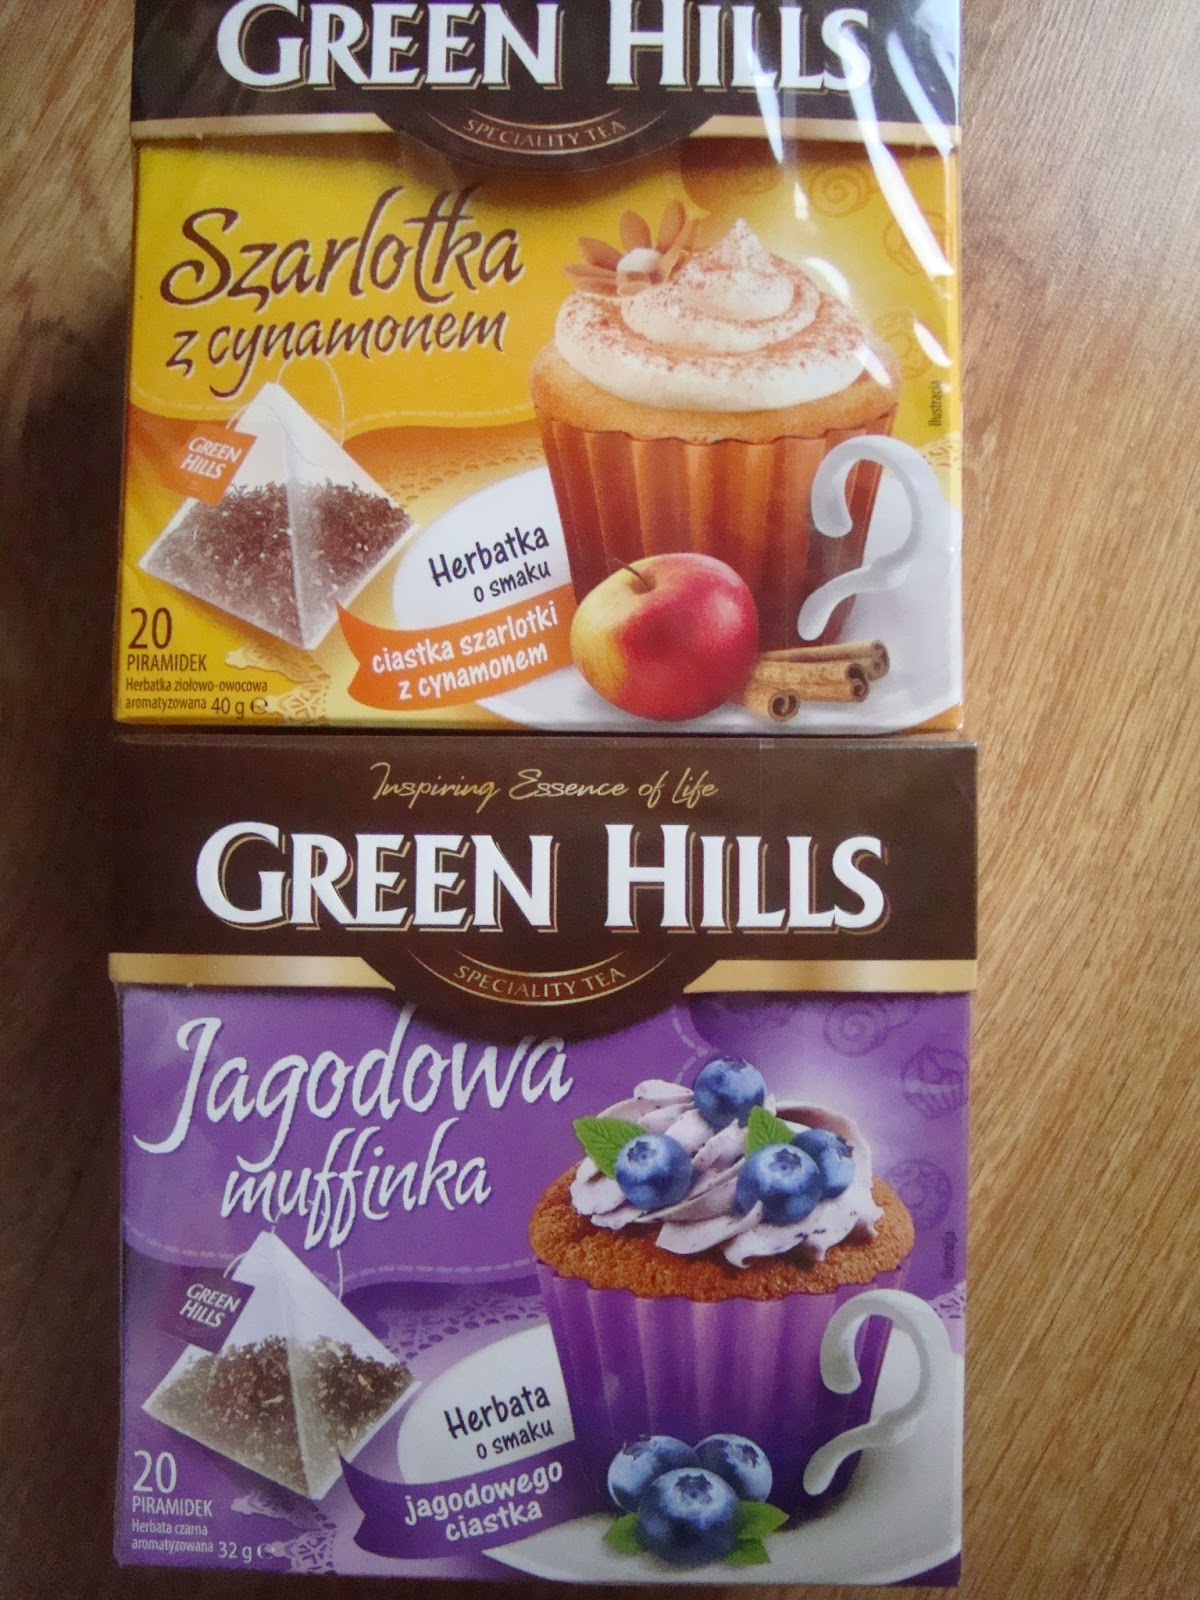 GREEN HILLS
SPECIALITY TEA
Szarlotka
z cynamonem
Ilustracja
GREEN
HILLS
Herbatka
o smaku
ciastka szarlotki
z cynamonem
20
PIRAMIDEK
Herbatka ziołowo-owocowa
aromatyzowana 40 g ℮
Inspiring Essence of Life
GREEN HILLS
SPECIALITY TEA
Jagodowa
muffinka
Ilustracja
GREEN
HILLS
Herbata
o smaku
jagodowego
ciastka
20
PIRAMIDEK
Herbata czarna
aromatyzowana 32 g ℮